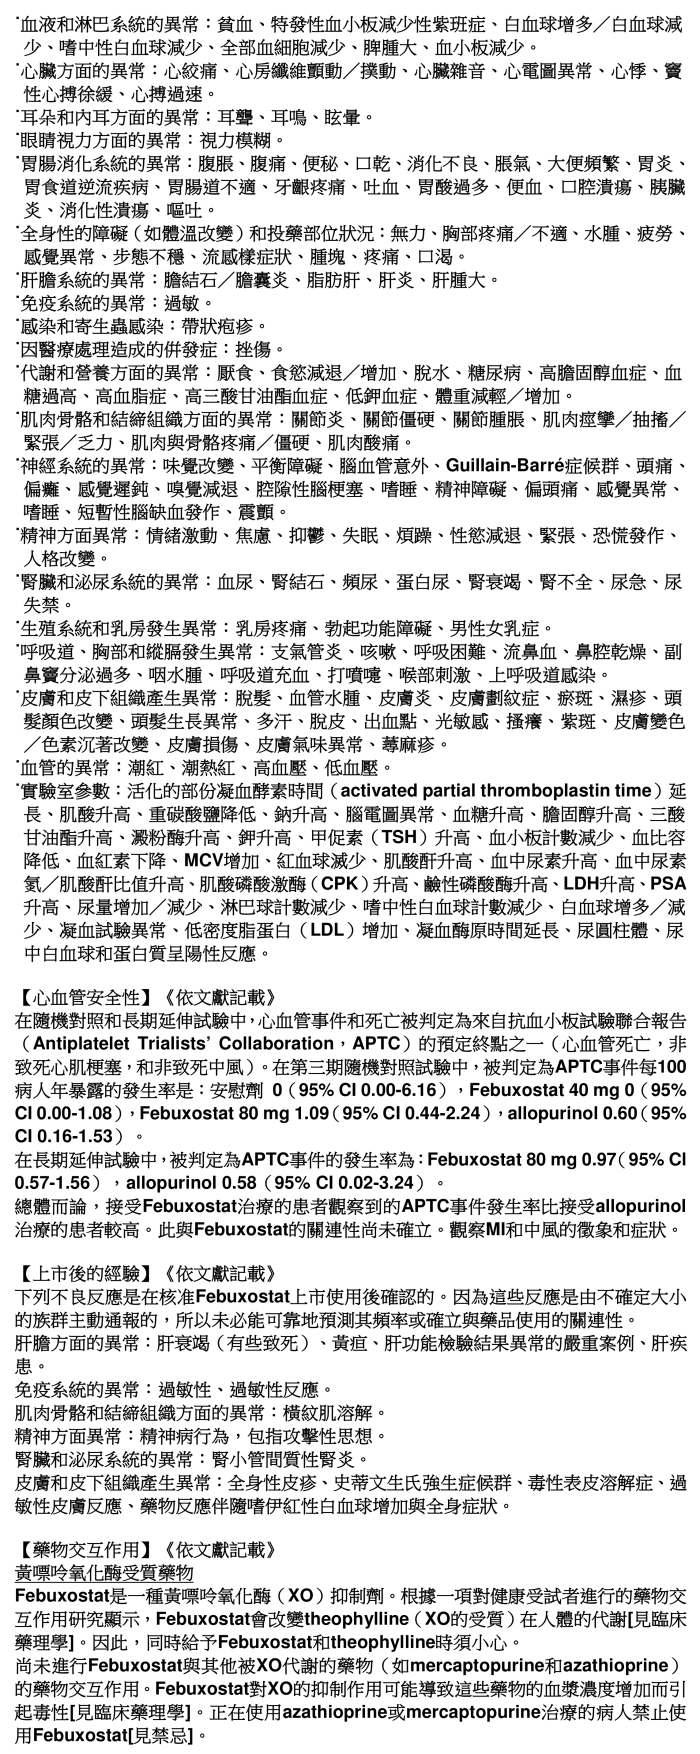 ˙血液和淋巴系統的異常：貧血、特發性血小板減少性紫斑症、白血球增多／白血球減
少、嗜中性白血球減少、全部血細胞減少、脾腫大、血小板減少。
˙心臟方面的異常：心絞痛、心房纖維顫動／撲動、心臟雜音、心電圖異常、心悸、竇
性心搏徐緩、心搏過速。
˙耳朵和內耳方面的異常：耳聾、耳鳴、眩暈。
˙眼睛視力方面的異常：視力模糊。
˙胃腸消化系統的異常：腹脹、腹痛、便秘、口乾、消化不良、脹氣、大便頻繁、胃炎、
胃食道逆流疾病、胃腸道不適、牙齦疼痛、吐血、胃酸過多、便血、口腔潰瘍、胰臟
炎、消化性潰瘍、嘔吐。
˙全身性的障礙（如體溫改變）和投藥部位狀況：無力、胸部疼痛／不適、水腫、疲勞、
感覺異常、步態不穩、流感樣症狀、腫塊、疼痛、口渴。
˙肝膽系統的異常：膽結石／膽囊炎、脂肪肝、肝炎、肝腫大。
˙免疫系統的異常：過敏。
˙感染和寄生蟲感染：帶狀疱疹。
˙因醫療處理造成的併發症：挫傷。
˙代謝和營養方面的異常：厭食、食慾減退／增加、脫水、糖尿病、高膽固醇血症、血
糖過高、高血脂症、高三酸甘油酯血症、低鉀血症、體重減輕／增加。
˙肌肉骨骼和結締組織方面的異常：關節炎、關節僵硬、關節腫脹、肌肉痙攣／抽搐／
緊張／乏力、肌肉與骨骼疼痛／僵硬、肌肉酸痛。
˙神經系統的異常：味覺改變、平衡障礙、腦血管意外、Guillain-Barré症候群、頭痛、
偏癱、感覺遲鈍、嗅覺減退、腔隙性腦梗塞、嗜睡、精神障礙、偏頭痛、感覺異常、
嗜睡、短暫性腦缺血發作、震顫。
˙精神方面異常：情緒激動、焦慮、抑鬱、失眠、煩躁、性慾減退、緊張、恐慌發作、
人格改變。
˙腎臟和泌尿系統的異常：血尿、腎結石、頻尿、蛋白尿、腎衰竭、腎不全、尿急、尿
失禁。
˙生殖系統和乳房發生異常：乳房疼痛、勃起功能障礙、男性女乳症。
˙呼吸道、胸部和縱膈發生異常：支氣管炎、咳嗽、呼吸困難、流鼻血、鼻腔乾燥、副
鼻竇分泌過多、咽水腫、呼吸道充血、打噴嚏、喉部刺激、上呼吸道感染。
˙皮膚和皮下組織產生異常：脫髮、血管水腫、皮膚炎、皮膚劃紋症、瘀斑、濕疹、頭
髮顏色改變、頭髮生長異常、多汗、脫皮、出血點、光敏感、搔癢、紫斑、皮膚變色
／色素沉著改變、皮膚損傷、皮膚氣味異常、蕁麻疹。
˙血管的異常：潮紅、潮熱紅、高血壓、低血壓。
˙實驗室參數：活化的部份凝血酵素時間（activated partial thromboplastin time）延
長、肌酸升高、重碳酸鹽降低、鈉升高、腦電圖異常、血糖升高、膽固醇升高、三酸
甘油酯升高、澱粉酶升高、鉀升高、甲促素（TSH）升高、血小板計數減少、血比容
降低、血紅素下降、MCV增加、紅血球減少、肌酸酐升高、血中尿素升高、血中尿素
氮／肌酸酐比值升高、肌酸磷酸激酶（CPK）升高、鹼性磷酸酶升高、LDH升高、PSA
升高、尿量增加／減少、淋巴球計數減少、嗜中性白血球計數減少、白血球增多／減
少、凝血試驗異常、低密度脂蛋白（LDL）增加、凝血酶原時間延長、尿圓柱體、尿
中白血球和蛋白質呈陽性反應。
【心血管安全性】《依文獻記載》
在隨機對照和長期延伸試驗中，心血管事件和死亡被判定為來自抗血小板試驗聯合報告
（Antiplatelet Trialists’ Collaboration，APTC）的預定終點之一（心血管死亡，非
致死心肌梗塞，和非致死中風）。在第三期隨機對照試驗中，被判定為APTC事件每100
病人年暴露的發生率是：安慰劑 0（95% CI 0.00-6.16），Febuxostat 40 mg 0（95%
CI 0.00-1.08），Febuxostat 80 mg 1.09（95% CI 0.44-2.24），allopurinol 0.60（95%
CI 0.16-1.53）。
在長期延伸試驗中，被判定為APTC事件的發生率為：Febuxostat 80 mg 0.97（95% CI
0.57-1.56），allopurinol 0.58（95% CI 0.02-3.24）。
總體而論，接受Febuxostat治療的患者觀察到的APTC事件發生率比接受allopurinol
治療的患者較高。此與Febuxostat的關連性尚未確立。觀察MI和中風的徵象和症狀。
【上市後的經驗】《依文獻記載》
下列不良反應是在核准Febuxostat上市使用後確認的。因為這些反應是由不確定大小
的族群主動通報的，所以未必能可靠地預測其頻率或確立與藥品使用的關連性。
肝膽方面的異常：肝衰竭（有些致死）、黃疸、肝功能檢驗結果異常的嚴重案例、肝疾
患。
免疫系統的異常：過敏性、過敏性反應。
肌肉骨骼和結締組織方面的異常：橫紋肌溶解。
精神方面異常：精神病行為，包指攻擊性思想。
腎臟和泌尿系統的異常：腎小管間質性腎炎。
皮膚和皮下組織產生異常：全身性皮疹、史蒂文生氏強生症候群、毒性表皮溶解症、過
敏性皮膚反應、藥物反應伴隨嗜伊紅性白血球增加與全身症狀。
【藥物交互作用】《依文獻記載》
黃嘌呤氧化酶受質藥物
Febuxostat是一種黃嘌呤氧化酶（XO）抑制劑。根據一項對健康受試者進行的藥物交
互作用研究顯示，Febuxostat會改變theophylline（XO的受質）在人體的代謝[見臨床
藥理學]。因此，同時給予Febuxostat和theophylline時須小心。
尚未進行Febuxostat與其他被XO代謝的藥物（如mercaptopurine和azathioprine）
的藥物交互作用。Febuxostat對XO的抑制作用可能導致這些藥物的血漿濃度增加而引
起毒性[見臨床藥理學]。正在使用azathioprine或mercaptopurine治療的病人禁止使
用Febuxostat[見禁忌]。